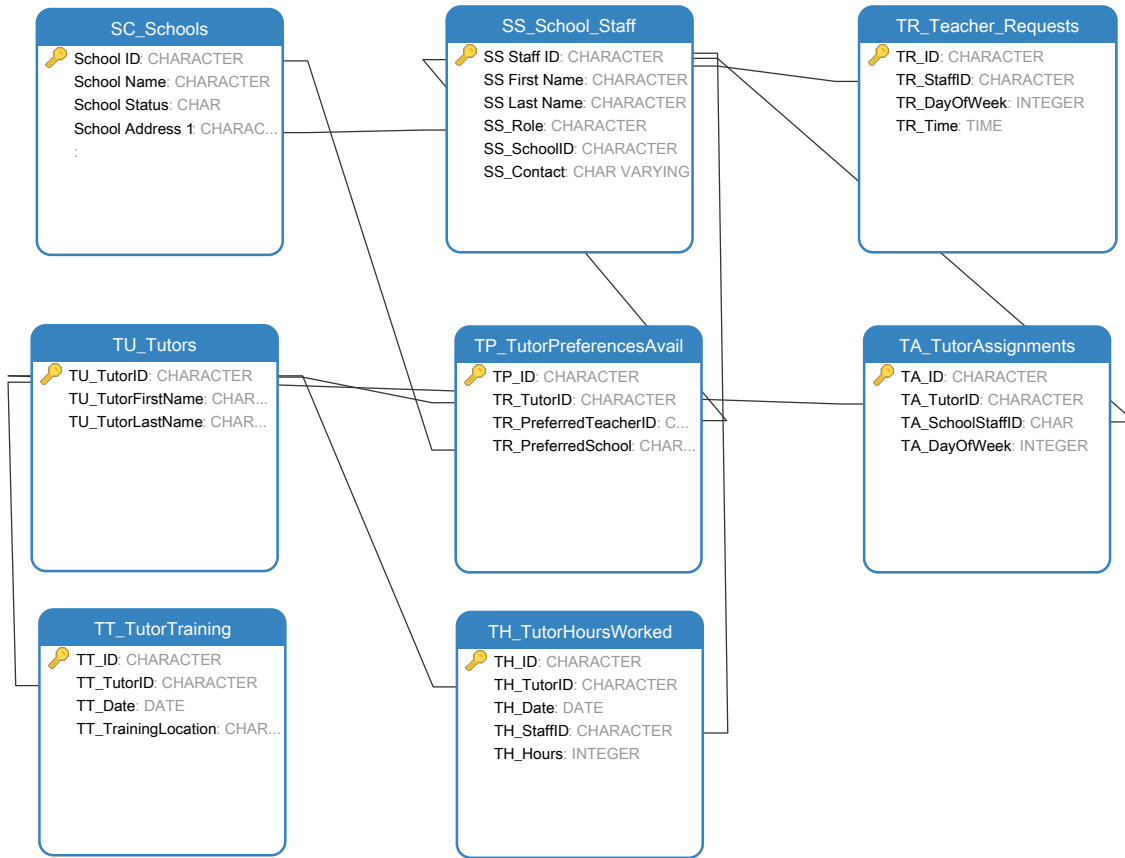 SC_Schools
School ID: CHARACTER
School Name: CHARACTER
School Status: CHAR
School Address 1: CHARAC...
:
SS_School_Staff
SS Staff ID: CHARACTER
SS First Name: CHARACTER
SS Last Name: CHARACTER
SS_Role: CHARACTER
SS_SchoolID: CHARACTER
SS_Contact: CHAR VARYING
TR_Teacher_Requests
TR_ID: CHARACTER
TR_StaffID: CHARACTER
TR_DayOfWeek: INTEGER
TR_Time: TIME
TU_Tutors
TU_TutorID: CHARACTER
TU_TutorFirstName: CHAR...
TU_TutorLastName: CHAR...
TP_TutorPreferencesAvail
TP_ID: CHARACTER
TR_TutorID: CHARACTER
TR_PreferredTeacherID: C...
TR_PreferredSchool: CHAR...
TA_TutorAssignments
TA_ID: CHARACTER
TA_TutorID: CHARACTER
TA_SchoolStaffID: CHAR
TA_DayOfWeek: INTEGER
TT_TutorTraining
TT_ID: CHARACTER
TT_TutorID: CHARACTER
TT_Date: DATE
TT_TrainingLocation: CHAR...
TH_TutorHoursWorked
TH_ID: CHARACTER
TH_TutorID: CHARACTER
TH_Date: DATE
TH_StaffID: CHARACTER
TH_Hours: INTEGER